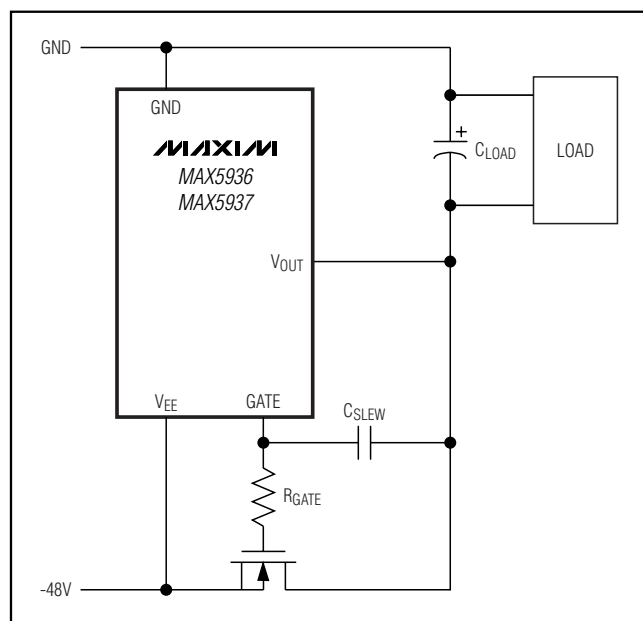 GND
GND
MAXIM
MAX5936
MAX5937
+
CLOAD
LOAD
VOUT
VEE
GATE
CSLEW
RGATE
-48V